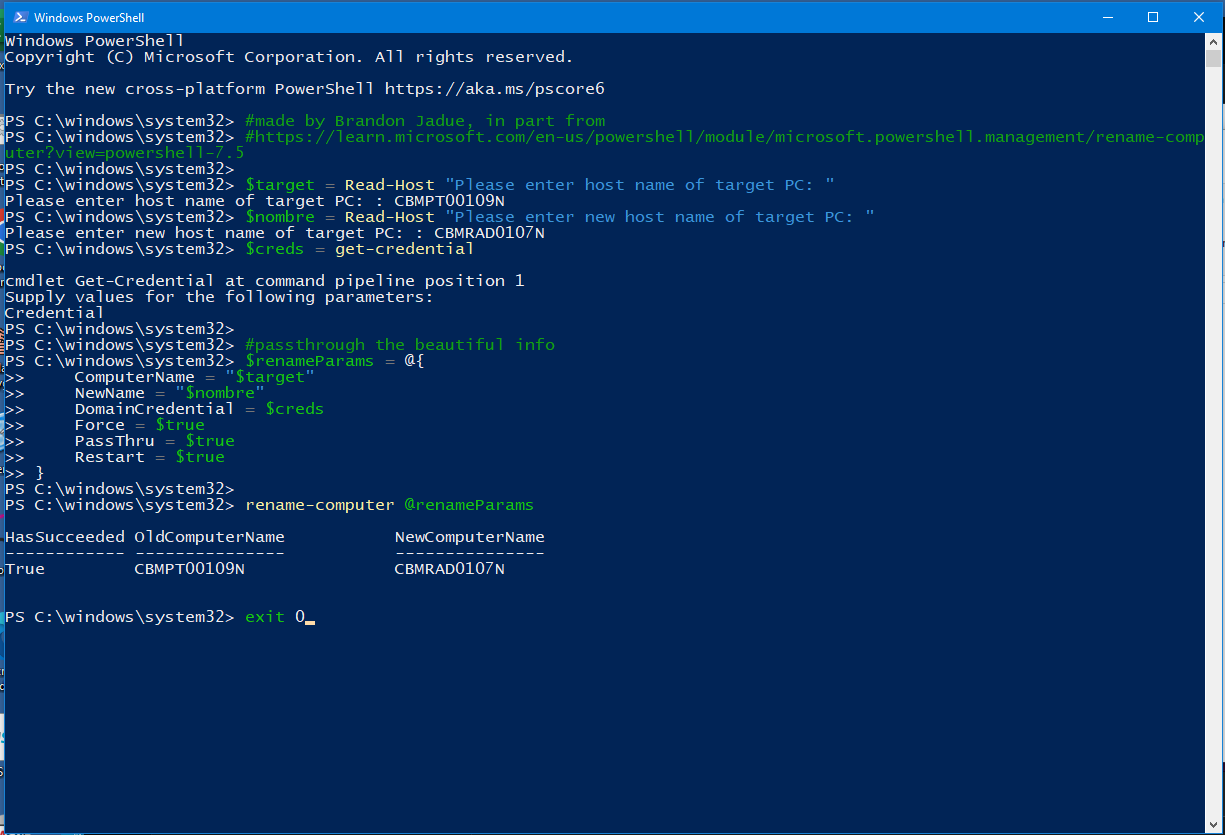 Windows PowerShell
Windows PowerShell
Copyright (C) Microsoft Corporation. All rights reserved.
Try the new cross-platform PowerShell https://aka.ms/pscore6
PS C:\windows\system32> #made by Brandon Jadue, in part from
PS C:\windows\system32> #https://learn.microsoft.com/en-us/powershell/module/microsoft.powershell.management/rename-comp
uter?view=powershell-7.5
PS C:\windows\system32>
PS C:\windows\system32> $target = Read-Host "Please enter host name of target PC: "
Please enter host name of target PC: : CBMPT00109N
PS C:\windows\system32> $nombre = Read-Host "Please enter new host name of target PC: "
Please enter new host name of target PC: : CBMRAD0107N
PS C:\windows\system32> $creds = get-credential
cmdlet Get-Credential at command pipeline position 1
Supply values for the following parameters:
Credential
PS C:\windows\system32>
PS C:\windows\system32> #passthrough the beautiful info
PS C:\windows\system32> $renameParams = @{
>>     ComputerName = "$target"
>>     NewName = "$nombre"
>>     DomainCredential = $creds
>>     Force = $true
>>     PassThru = $true
>>     Restart = $true
>> }
PS C:\windows\system32>
PS C:\windows\system32> rename-computer @renameParams
HasSucceeded OldComputerName           NewComputerName
------------ ---------------           ---------------
True         CBMPT00109N               CBMRAD0107N
PS C:\windows\system32> exit 0